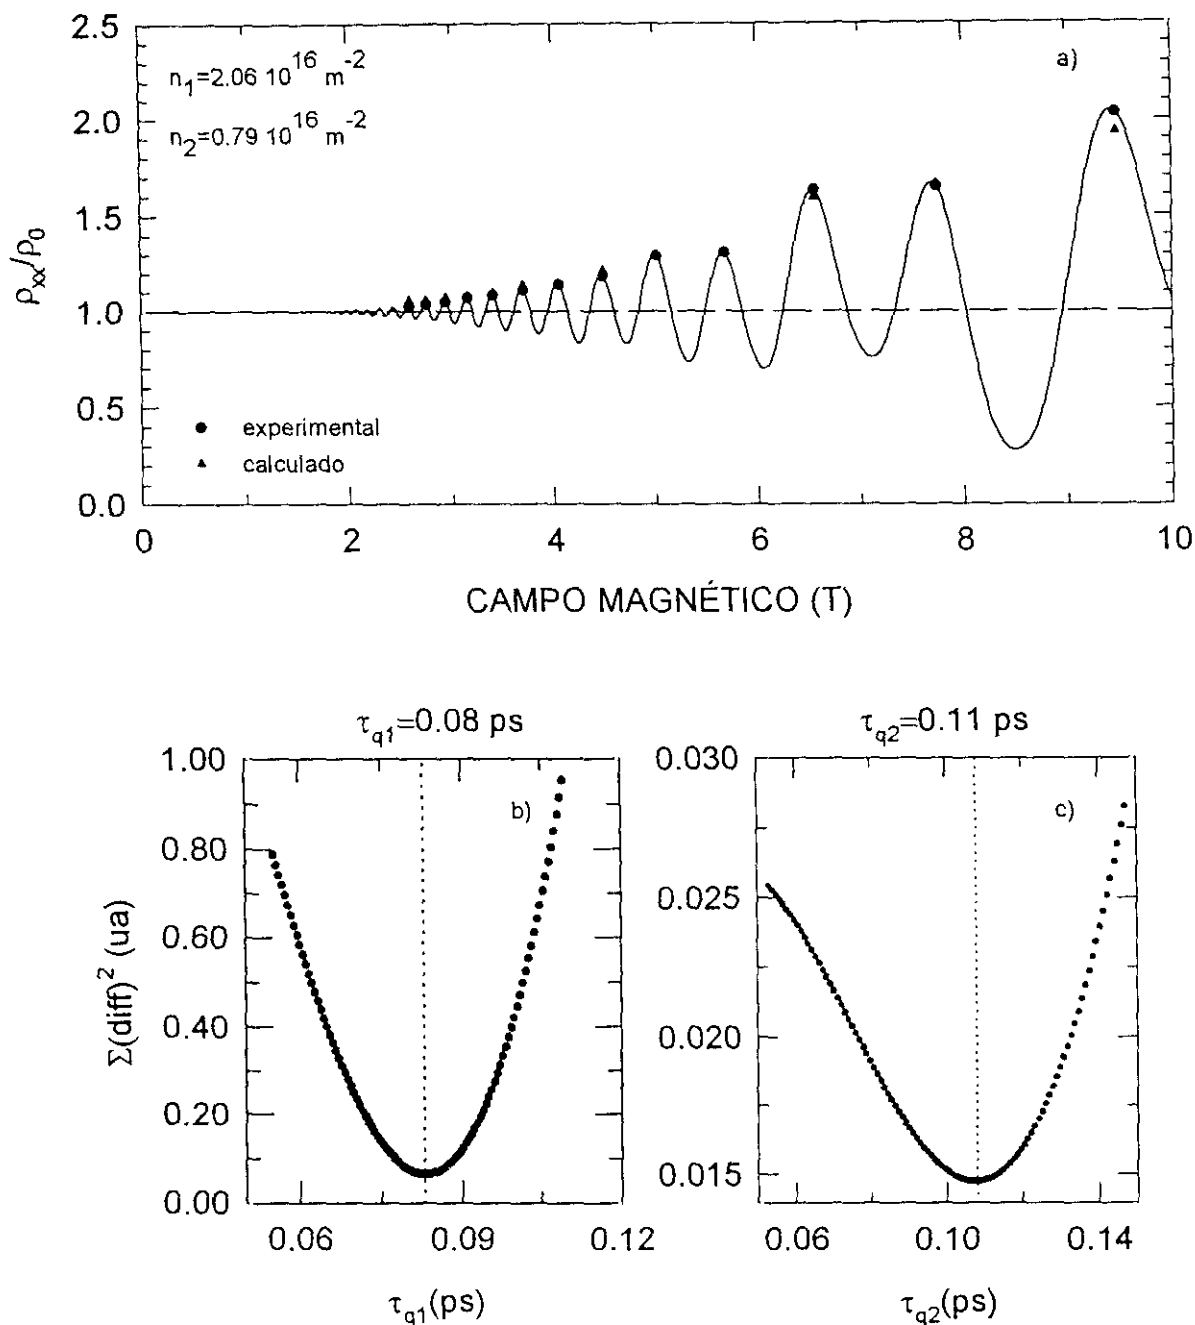 2.5
n₁=2.06 10¹⁶ m⁻²
a)
2.0
n₂=0.79 10¹⁶ m⁻²
1.5
ρxx/ρ0
1.0
0.5
● experimental
▲ calculado
0.0
0 2 4 6 8 10
CAMPO MAGNÉTICO (T)
τq1=0.08 ps
1.00
b)
0.80
0.60
Σ(diff)² (ua)
0.40
0.20
0.00
0.06 0.09 0.12
τq1(ps)
τq2=0.11 ps
0.030
c)
0.025
0.020
0.015
0.06 0.10 0.14
τq2(ps)